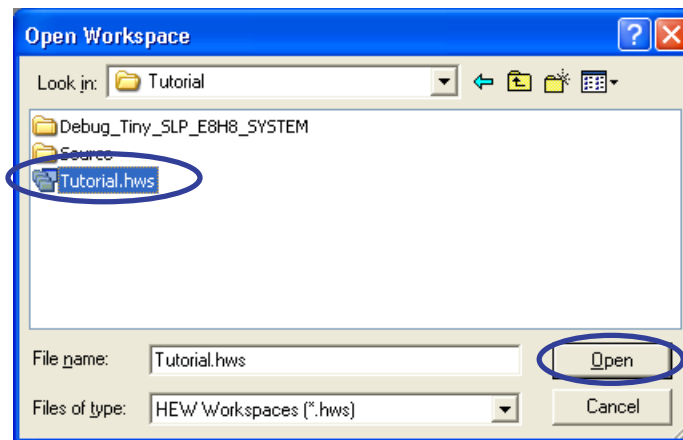 Open Workspace
Look in: Tutorial
Debug_Tiny_SLP_E8H8_SYSTEM
Source
Tutorial.hws
File name: Tutorial.hws Open
Files of type: HEW Workspaces (*.hws) Cancel